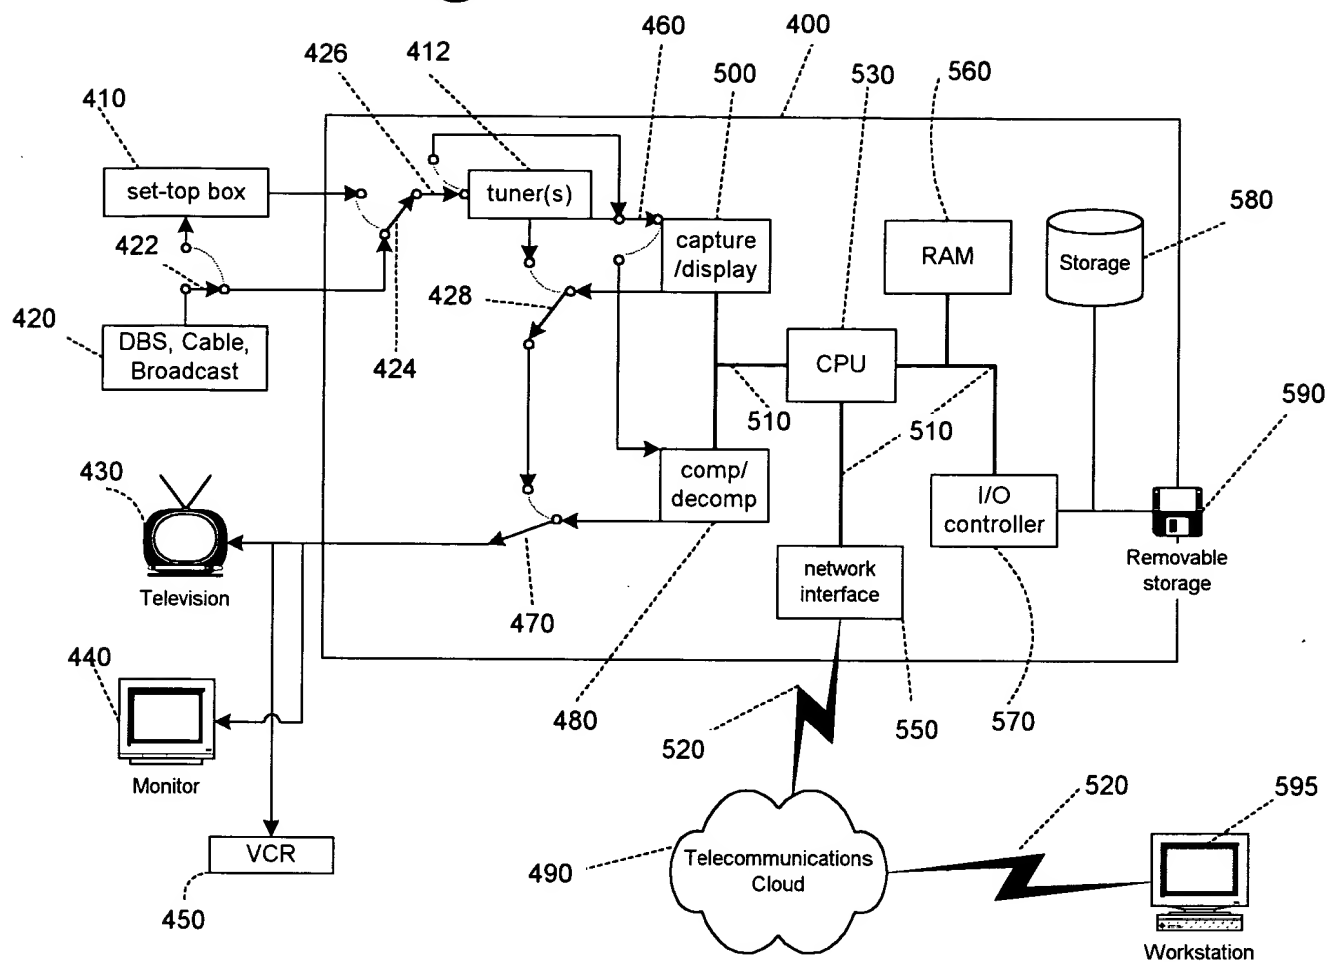 460
400
426
412
500
530
560
410
set-top box
tuner(s)
capture
/display
RAM
Storage
580
422
428
420
DBS, Cable,
Broadcast
424
CPU
510
510
590
430
comp/
decomp
I/O
controller
Removable
storage
network
interface
Television
470
440
480
520
550
570
Monitor
520
595
VCR
490
Telecommunications
Cloud
450
Workstation